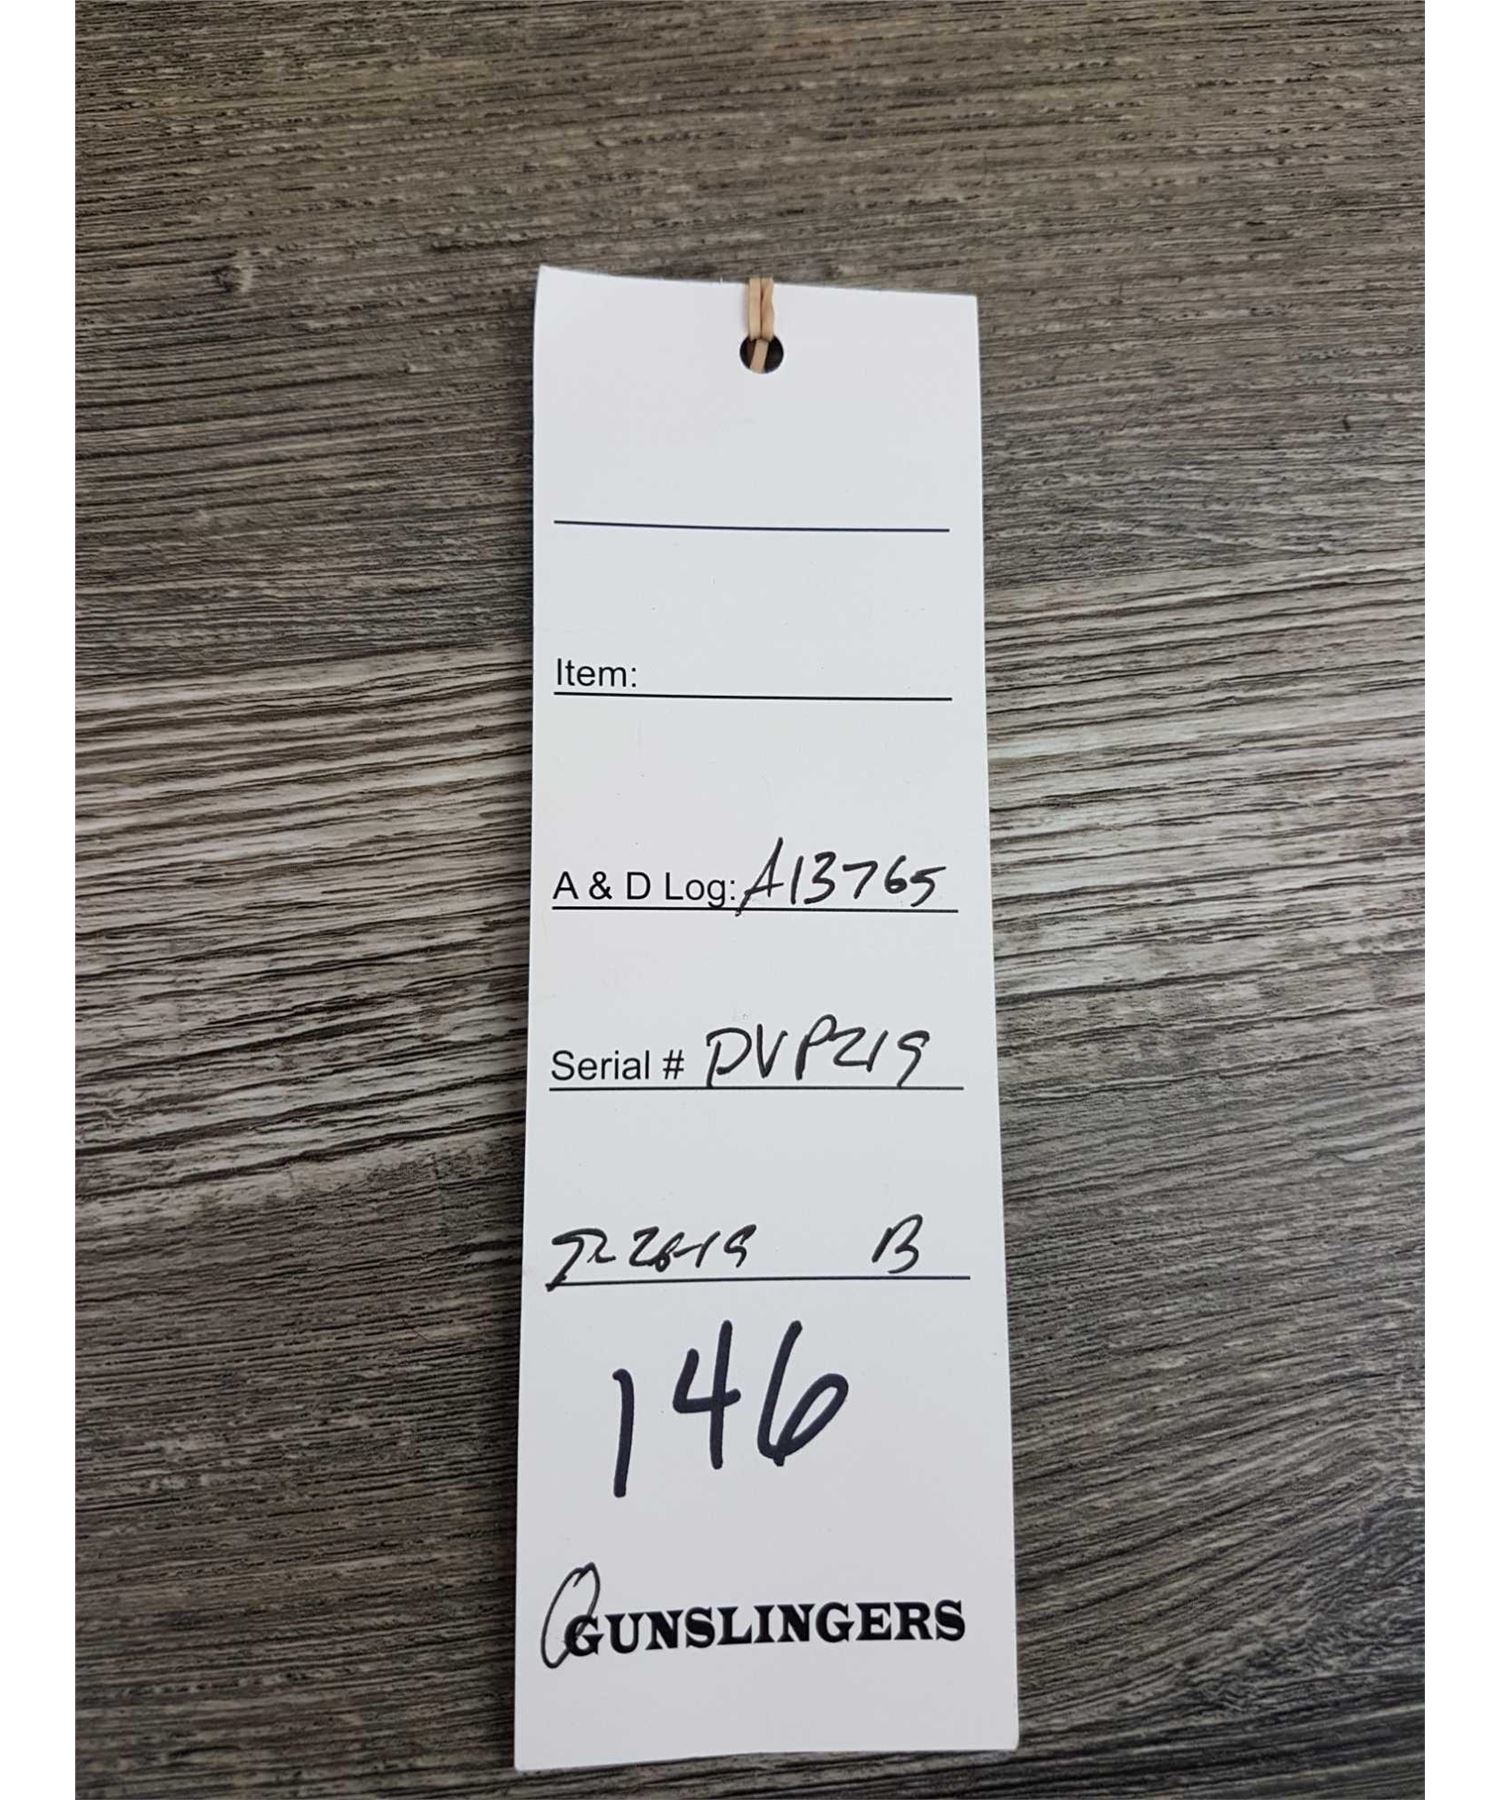 Item:
A & D Log: A13765
Serial # DVP219
B
146
GUNSLINGERS